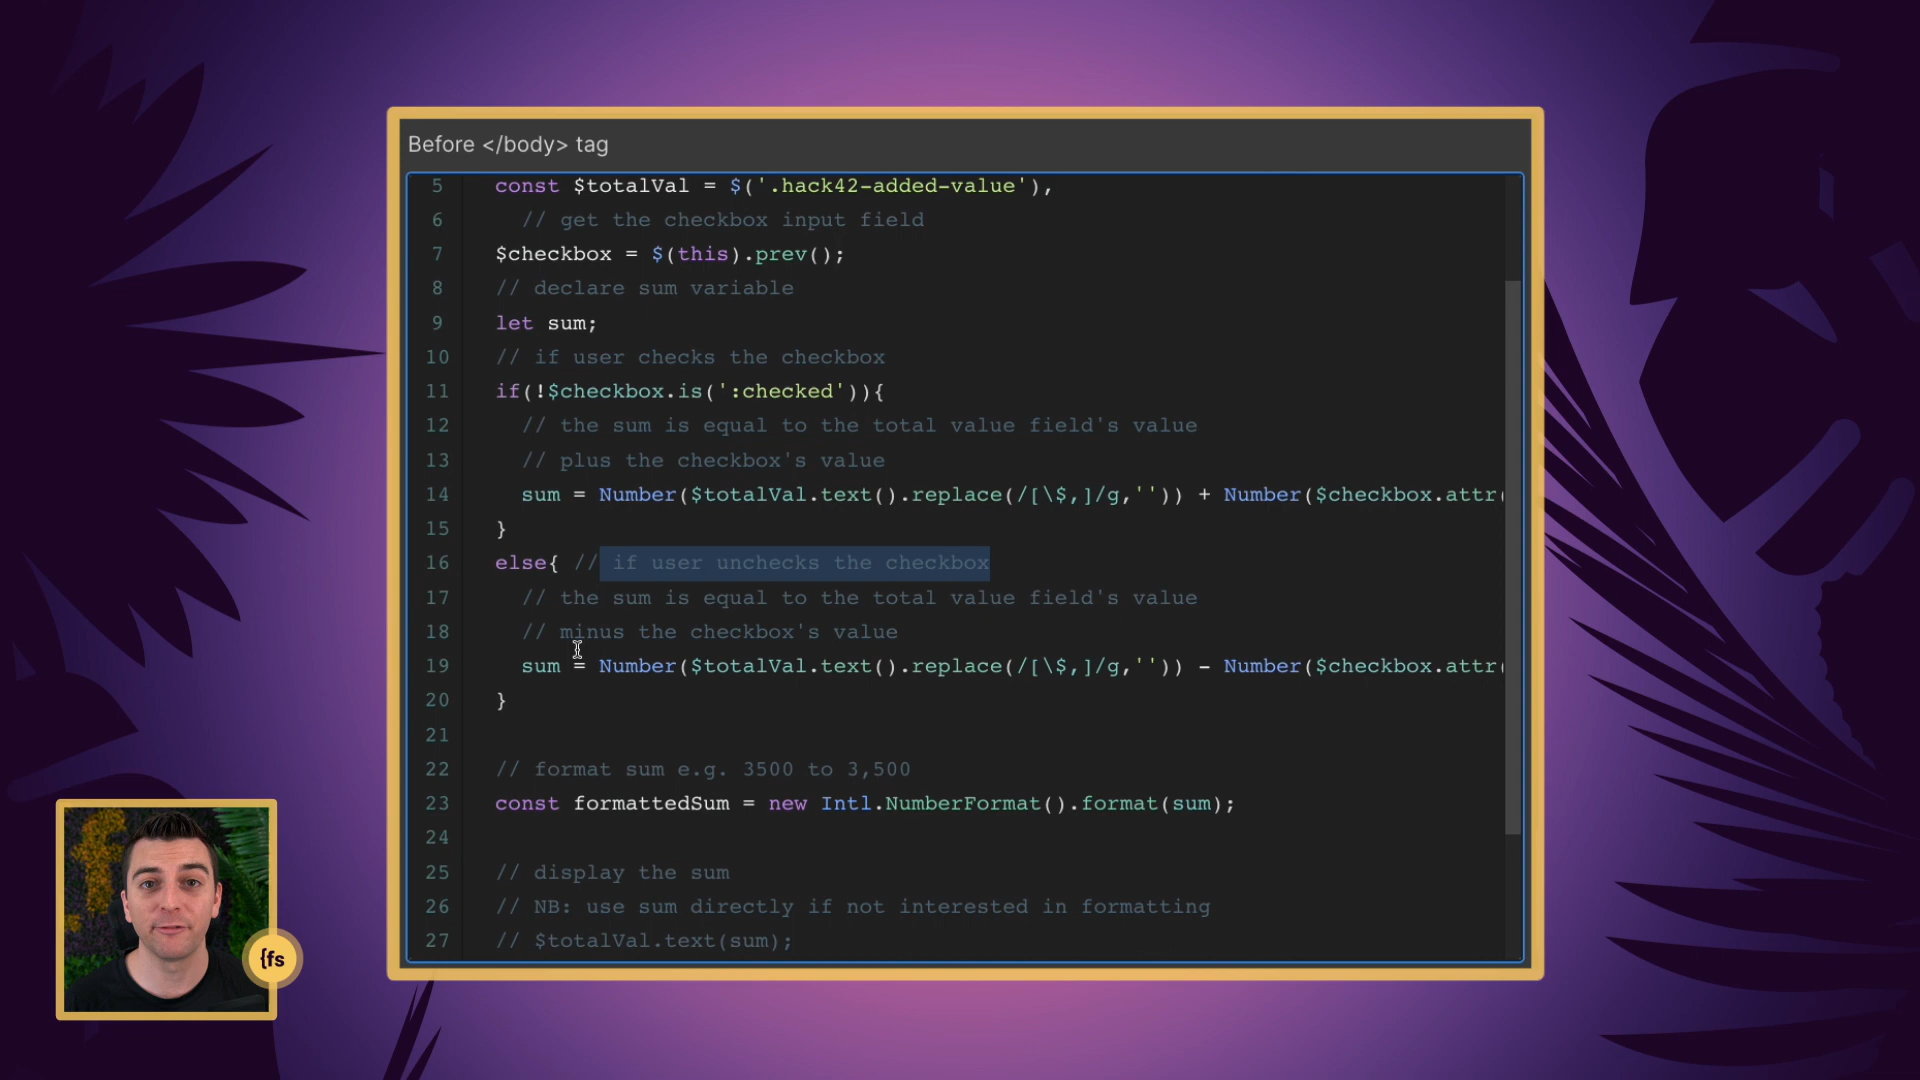 Before </body> tag
5 const $totalVal = $('.hack42-added-value'),
6 // get the checkbox input field
7 $checkbox = $(this).prev();
8 // declare sum variable
9 let sum;
10 // if user checks the checkbox
11 if(!$checkbox.is(':checked')){
12 // the sum is equal to the total value field's value
13 // plus the checkbox's value
14 sum = Number($totalVal.text().replace(/[\$,]/g,'')) + Number($checkbox.attr(
15 }
16 else{ // if user unchecks the checkbox
17 // the sum is equal to the total value field's value
18 // minus the checkbox's value
19 sum = Number($totalVal.text().replace(/[\$,]/g,'')) - Number($checkbox.attr(
20 }
21
22 // format sum e.g. 3500 to 3,500
23 const formattedSum = new Intl.NumberFormat().format(sum);
24
25 // display the sum
26 // NB: use sum directly if not interested in formatting
27 // $totalVal.text(sum);
{fs